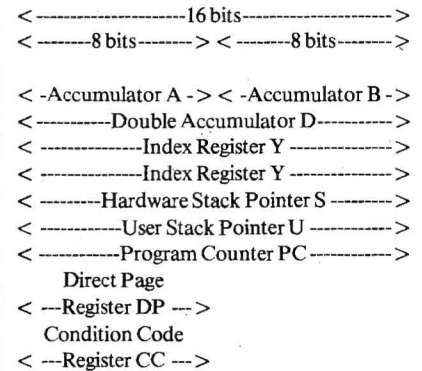 < ----------------------16 bits---------------------- >
< --------8 bits-------- > < --------8 bits-------- >
< -Accumulator A - > < -Accumulator B - >
< -----------Double Accumulator D----------- >
< ---------------Index Register Y --------------- >
< ---------------Index Register Y --------------- >
< ---------Hardware Stack Pointer S --------- >
< ------------User Stack Pointer U ------------ >
< ------------Program Counter PC------------ >
Direct Page
< ---Register DP --- >
Condition Code
< ---Register CC --- >